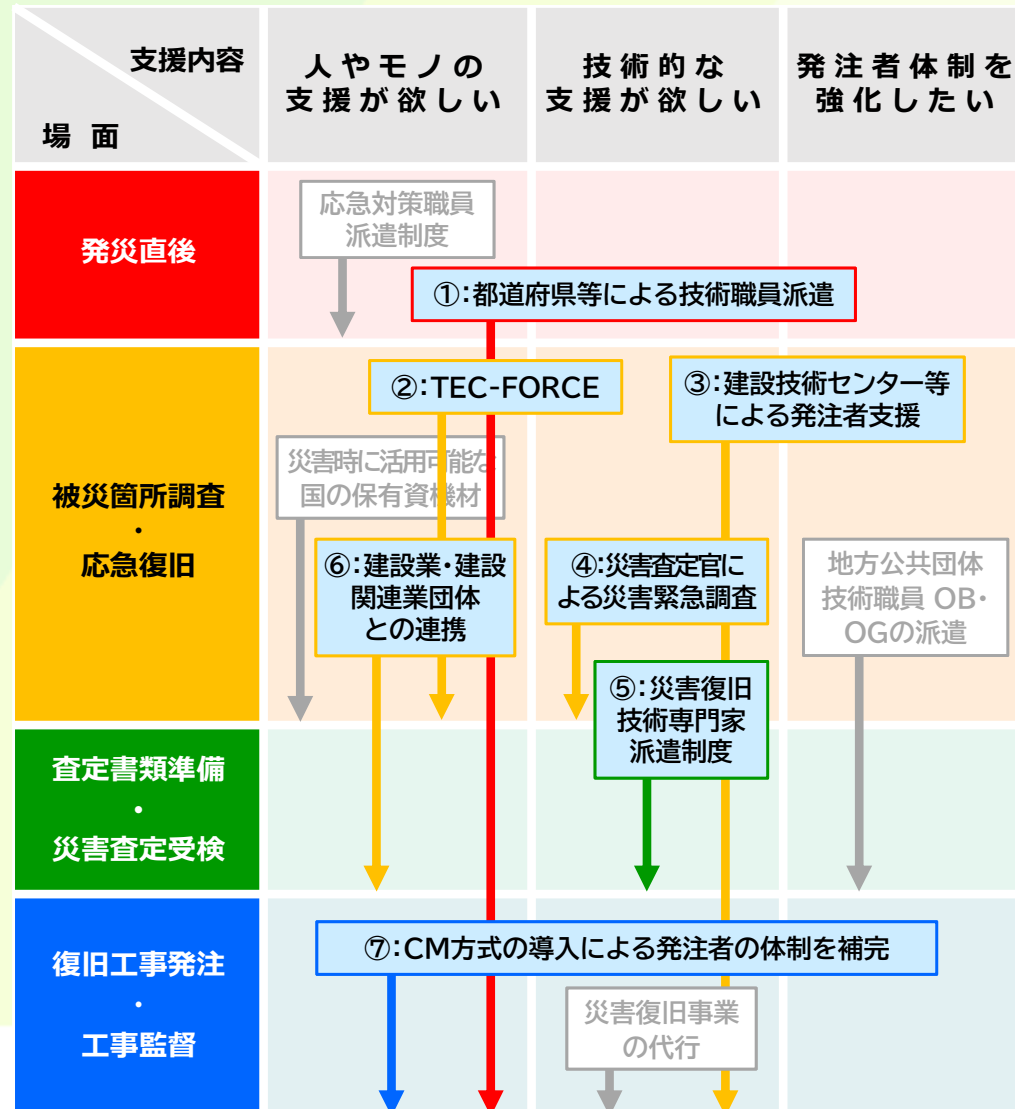 支援内容
場 面
人やモノの
支援が欲しい
技術的な
支援が欲しい
発注者体制を
強化したい
発災直後
応急対策職員
派遣制度
①:都道府県等による技術職員派遣
被災箇所調査
・
応急復旧
②:TEC-FORCE
③:建設技術センター等
による発注者支援
災害時に活用可能な
国の保有資機材
⑥:建設業・建設
関連業団体
との連携
④:災害査定官に
よる災害緊急調査
地方公共団体
技術職員 OB・
OGの派遣
⑤:災害復旧
技術専門家
派遣制度
査定書類準備
・
災害査定受検
復旧工事発注
・
工事監督
⑦:CM方式の導入による発注者の体制を補完
災害復旧事業
の代行